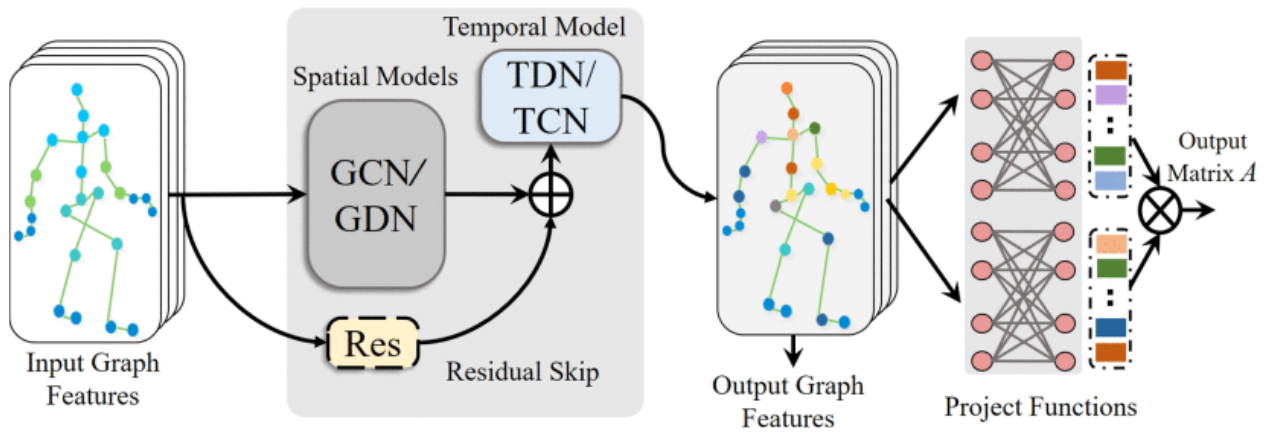 Input Graph
Features
Spatial Models
GCN/
GDN
Res
Temporal Model
TDN/
TCN
Residual Skip
Output Graph
Features
Project Functions
Output
Matrix A